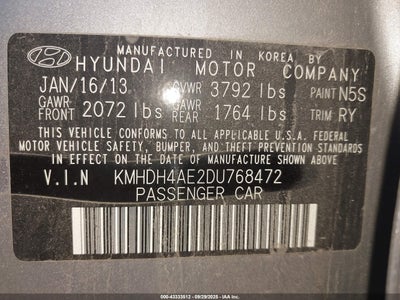 MANUFACTURED IN KOREA BY
HYUNDAI MOTOR COMPANY
JAN/16/13 GVWR 3792 lbs PAINT N5S
GAWR FRONT 2072 lbs GAWR REAR 1764 lbs TRIM RY
THIS VEHICLE CONFORMS TO ALL APPLICABLE U.S.A. FEDERAL
MOTOR VEHICLE SAFETY, BUMPER, AND THEFT PREVENTION STANDARDS
IN EFFECT ON THE DATE OF MANUFACTURE SHOWN ABOVE.
V.I.N KMHDH4AE2DU768472
PASSENGER CAR
000-43333512 - 09/29/2025 - IAA Inc.